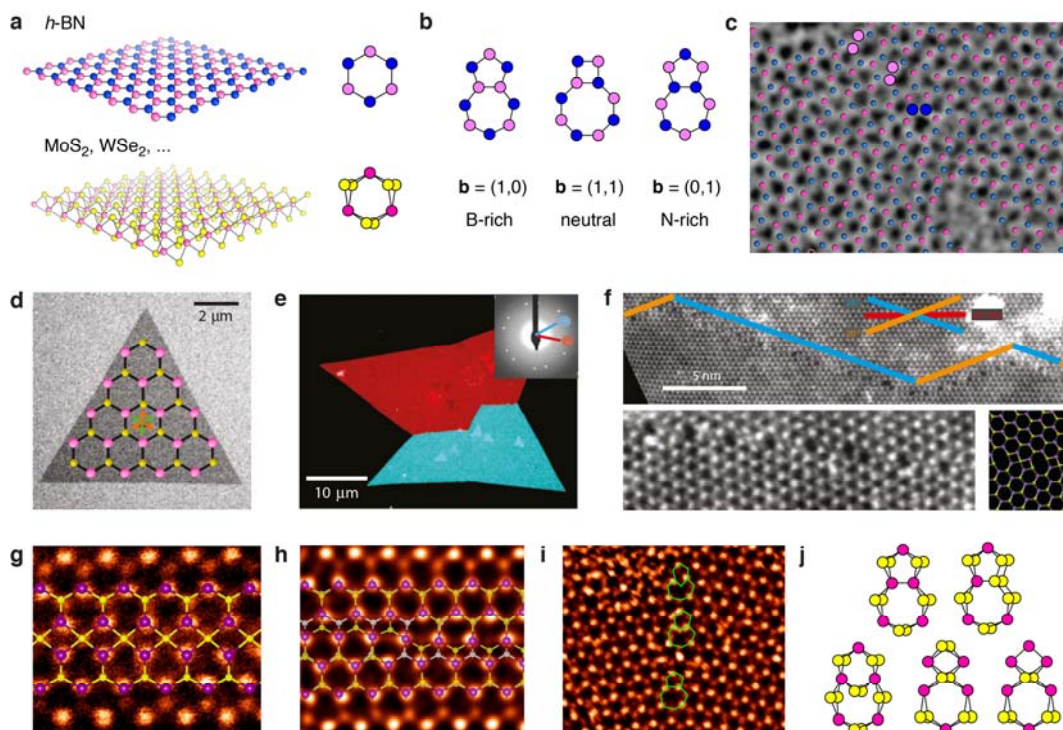 a
h-BN
MoS₂, WSe₂, ...
b
b = (1,0)
B-rich
b = (1,1)
neutral
b = (0,1)
N-rich
c
d
2 μm
e
10 μm
f
5 nm
g
h
i
j